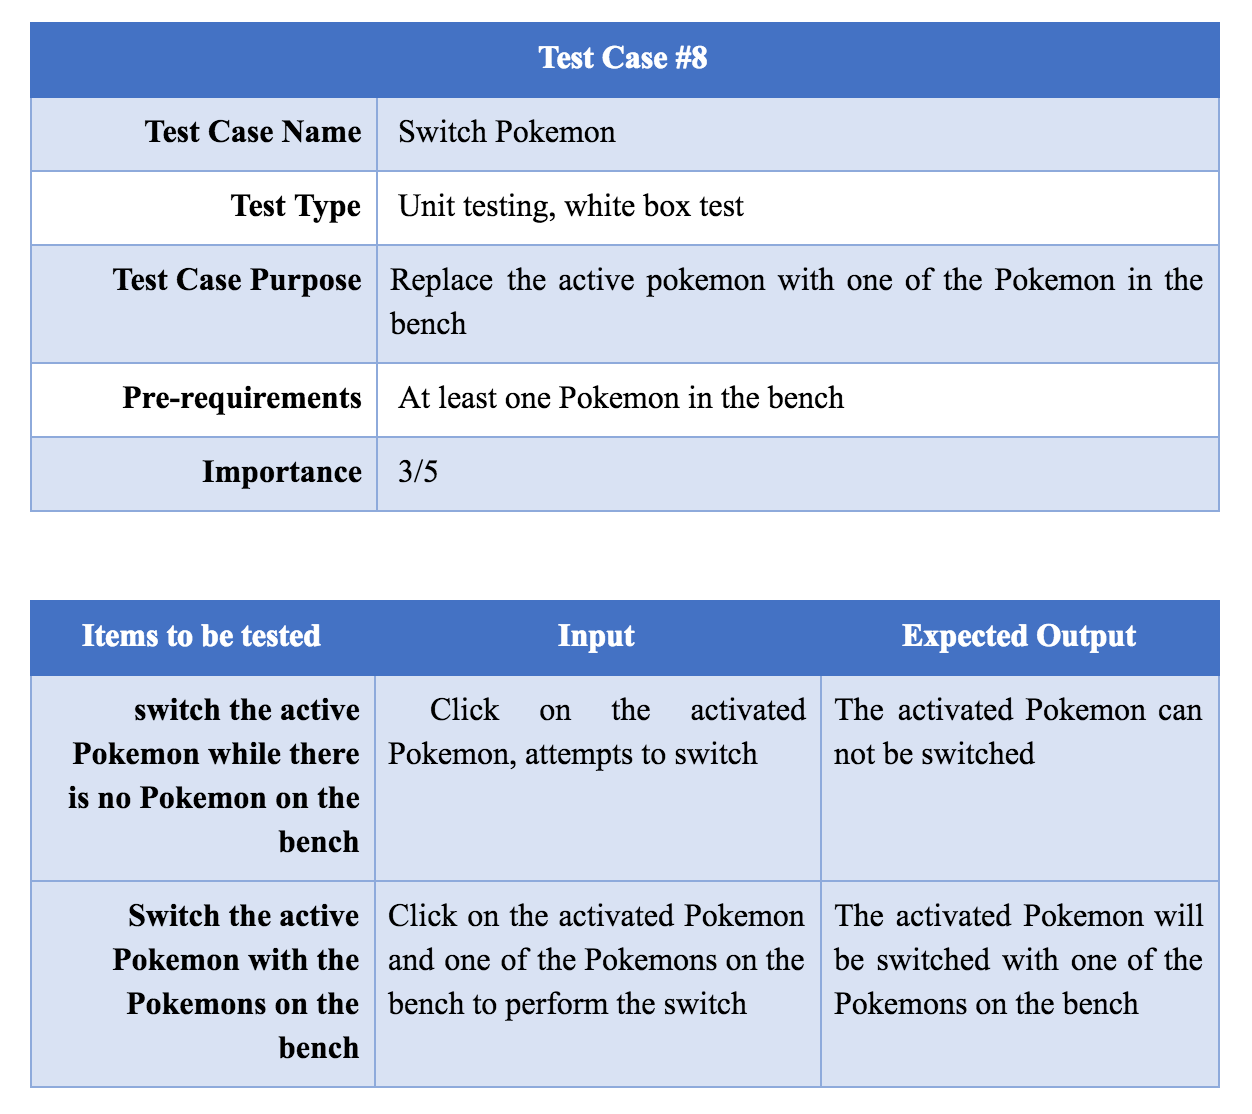 Test Case #8
Test Case Name
Switch Pokemon
Test Type
Unit testing, white box test
Test Case Purpose
Replace the active pokemon with one of the Pokemon in the
bench
Pre-requirements
At least one Pokemon in the bench
Importance
3/5
Items to be tested
Input
Expected Output
switch the active
Pokemon while there
is no Pokemon on the
bench
Click on the activated
Pokemon, attempts to switch
The activated Pokemon can
not be switched
Switch the active
Pokemon with the
Pokemons on the
bench
Click on the activated Pokemon
and one of the Pokemons on the
bench to perform the switch
The activated Pokemon will
be switched with one of the
Pokemons on the bench